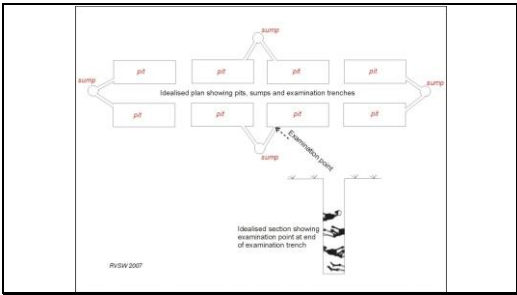 sump
pit pit pit pit
sump
sump
Idealised plan showing pits, sumps and examination trenches
pit pit pit pit
sump
Examination point
Idealised section showing
examination point at end
of examination trench
RVSW 2007